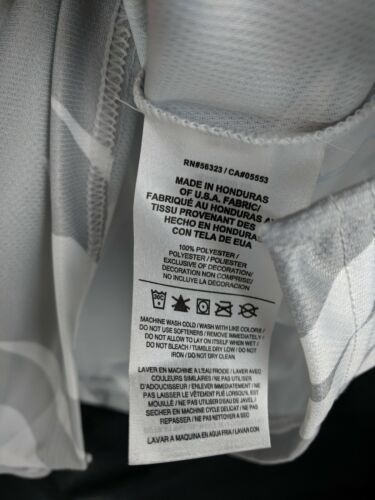 RN#56323 / CA#05553
MADE IN HONDURAS
OF U.S.A. FABRIC/
FABRIQUÉ AU HONDURAS A
TISSU PROVENANT DES
HECHO EN HONDURAS
CON TELA DE EUA
100% POLYESTER/
POLYESTER / POLIESTER
EXCLUSIVE OF DECORATION/
DECORATION NON COMPRISE/
NO INCLUYE LA DECORACION
30C
MACHINE WASH COLD / WASH WITH LIKE COLORS /
DO NOT USE SOFTENERS / REMOVE IMMEDIATELY /
DO NOT ALLOW TO LAY ON ITSELF WHEN WET /
DO NOT BLEACH / TUMBLE DRY LOW / DO NOT
IRON / DO NOT DRY CLEAN
LAVER EN MACHINE A L'EAU FROIDE / LAVER AVEC
COULEURS SIMILAIRES / NE PAS UTILISER
D'ADOUCISSEUR / ENLEVER IMMEDIATEMENT / NE
PAS LAISSER LE VÊTEMENT PLIÉ LORSQU'IL EST
MOUILLÉ / NE PAS UTILISER D'EAU DE JAVEL /
SECHER EN MACHINE CYCLE DELICAT / NE PAS
REPASSER / NE PAS NETTOYER A SEC
LAVAR A MAQUINA EN AGUA FRIA / LAVAR CON